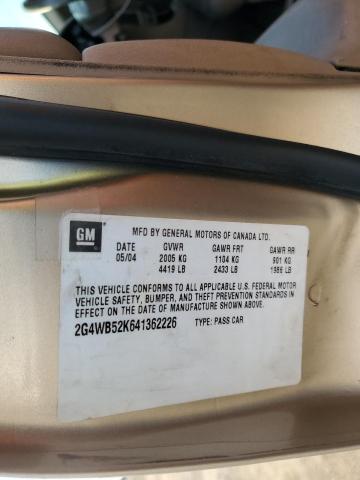 GM
MFD BY GENERAL MOTORS OF CANADA LTD.
DATE GVWR GAWR FRT GAWR RR
05/04 2005 KG 1104 KG 901 KG
4419 LB 2433 LB 1986 LB
THIS VEHICLE CONFORMS TO ALL APPLICABLE U.S. FEDERAL MOTOR
VEHICLE SAFETY, BUMPER, AND THEFT PREVENTION STANDARDS IN
EFFECT ON THE DATE OF MANUFACTURE SHOWN ABOVE.
2G4WB52K641362226 TYPE: PASS CAR